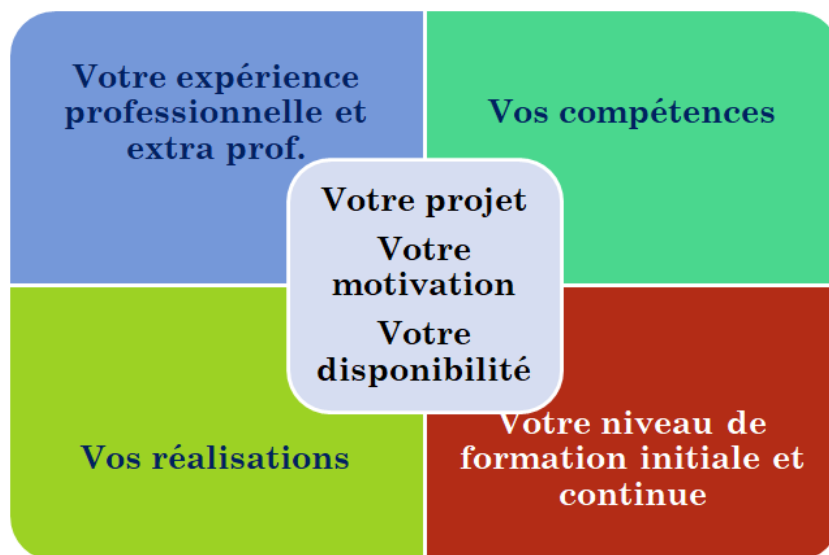 Votre expérience
professionnelle et
extra prof.
Vos compétences
Votre projet
Votre
motivation
Votre
disponibilité
Vos réalisations
Votre niveau de
formation initiale et
continue